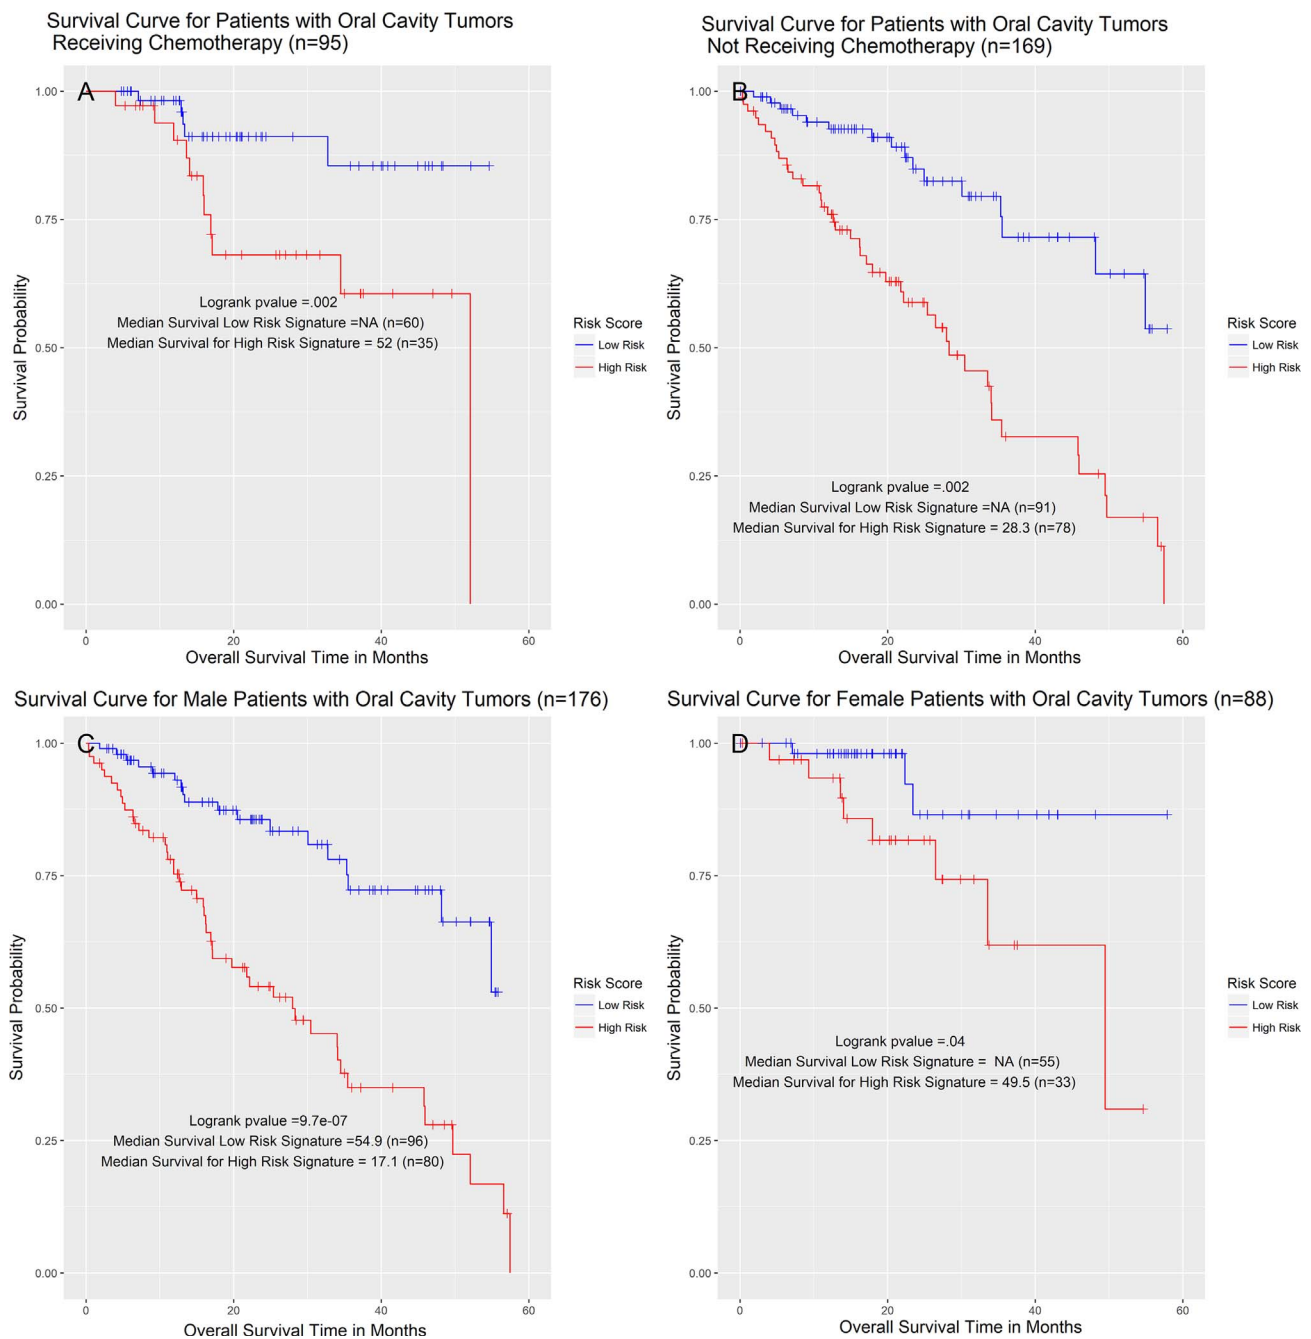 Survival Curve for Patients with Oral Cavity Tumors
Receiving Chemotherapy (n=95)
A
1.00
0.75
0.50
0.25
0.00
Survival Probability
Logrank pvalue =.002
Median Survival Low Risk Signature =NA (n=60)
Median Survival for High Risk Signature = 52 (n=35)
0 20 40 60
Overall Survival Time in Months
Risk Score
Low Risk
High Risk
Survival Curve for Patients with Oral Cavity Tumors
Not Receiving Chemotherapy (n=169)
B
1.00
0.75
0.50
0.25
0.00
Survival Probability
Logrank pvalue =.002
Median Survival Low Risk Signature =NA (n=91)
Median Survival for High Risk Signature = 28.3 (n=78)
0 20 40 60
Overall Survival Time in Months
Risk Score
Low Risk
High Risk
Survival Curve for Male Patients with Oral Cavity Tumors (n=176)
C
1.00
0.75
0.50
0.25
0.00
Survival Probability
Logrank pvalue =9.7e-07
Median Survival Low Risk Signature =54.9 (n=96)
Median Survival for High Risk Signature = 17.1 (n=80)
0 20 40 60
Overall Survival Time in Months
Risk Score
Low Risk
High Risk
Survival Curve for Female Patients with Oral Cavity Tumors (n=88)
D
1.00
0.75
0.50
0.25
0.00
Survival Probability
Logrank pvalue =.04
Median Survival Low Risk Signature = NA (n=55)
Median Survival for High Risk Signature = 49.5 (n=33)
0 20 40 60
Overall Survival Time in Months
Risk Score
Low Risk
High Risk